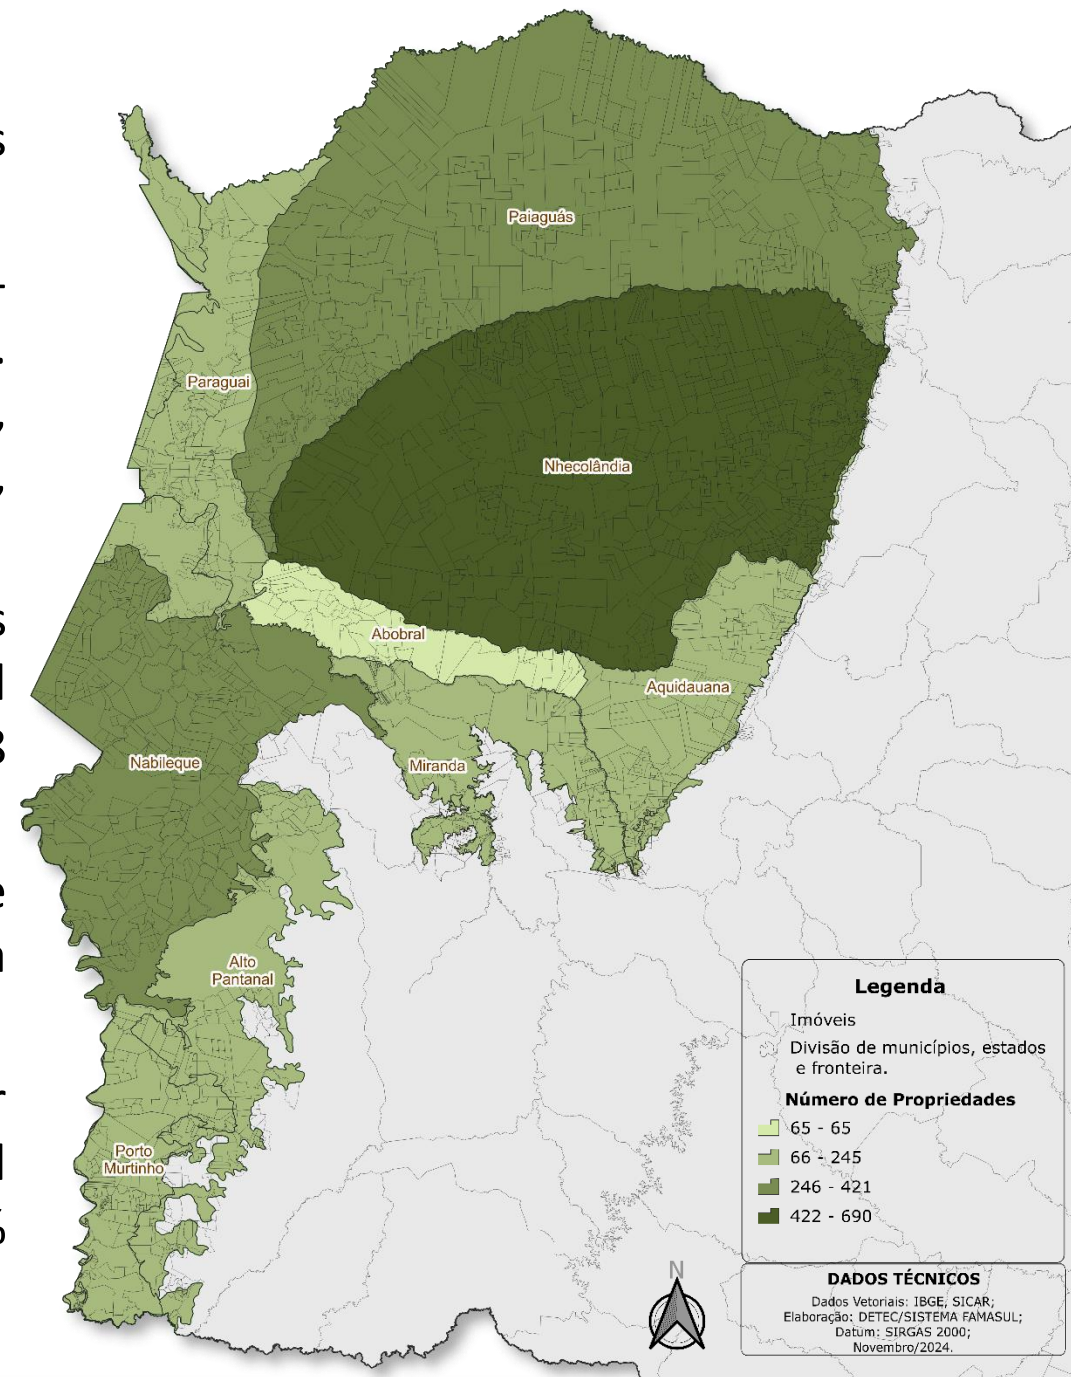 Paiaguás
Paraguai
Nhecolândia
Abobral
Aquidauana
Nabileque
Miranda
Alto
Pantanal
Porto
Murtinho
Legenda
Imóveis
Divisão de municípios, estados
e fronteira.
Número de Propriedades
65 - 65
66 - 245
246 - 421
422 - 690
N
DADOS TÉCNICOS
Dados Vetoriais: IBGE, SICAR;
Elaboração: DETEC/SISTEMA FAMASUL;
Datum: SIRGAS 2000;
Novembro/2024.